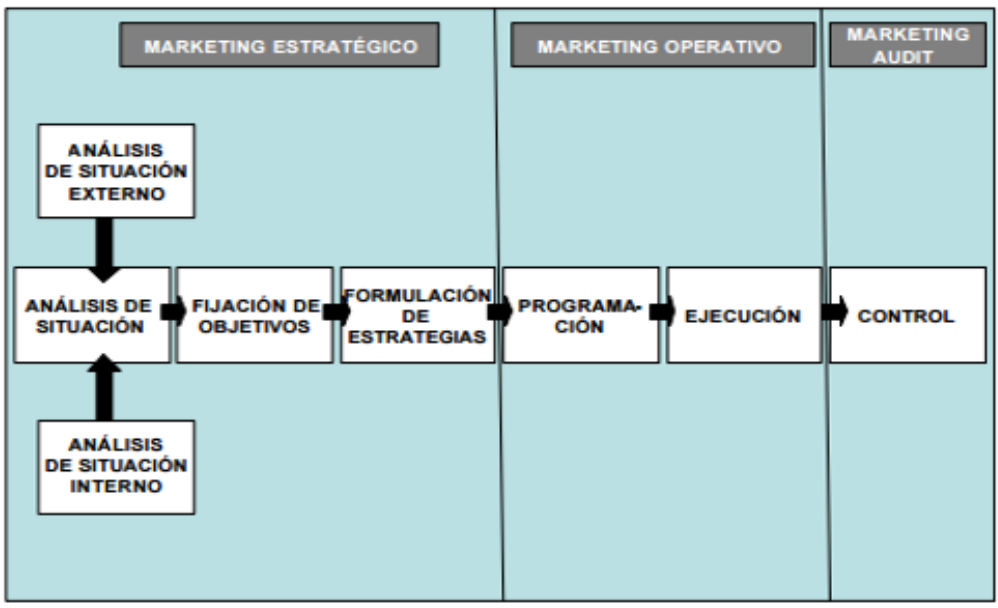 MARKETING ESTRATÉGICO
MARKETING OPERATIVO
MARKETING
AUDIT
ANÁLISIS
DE SITUACIÓN
EXTERNO
ANÁLISIS DE
SITUACIÓN
FIJACIÓN DE
OBJETIVOS
FORMULACIÓN
DE
ESTRATEGIAS
PROGRAMA-
CIÓN
EJECUCIÓN
CONTROL
ANÁLISIS
DE SITUACIÓN
INTERNO